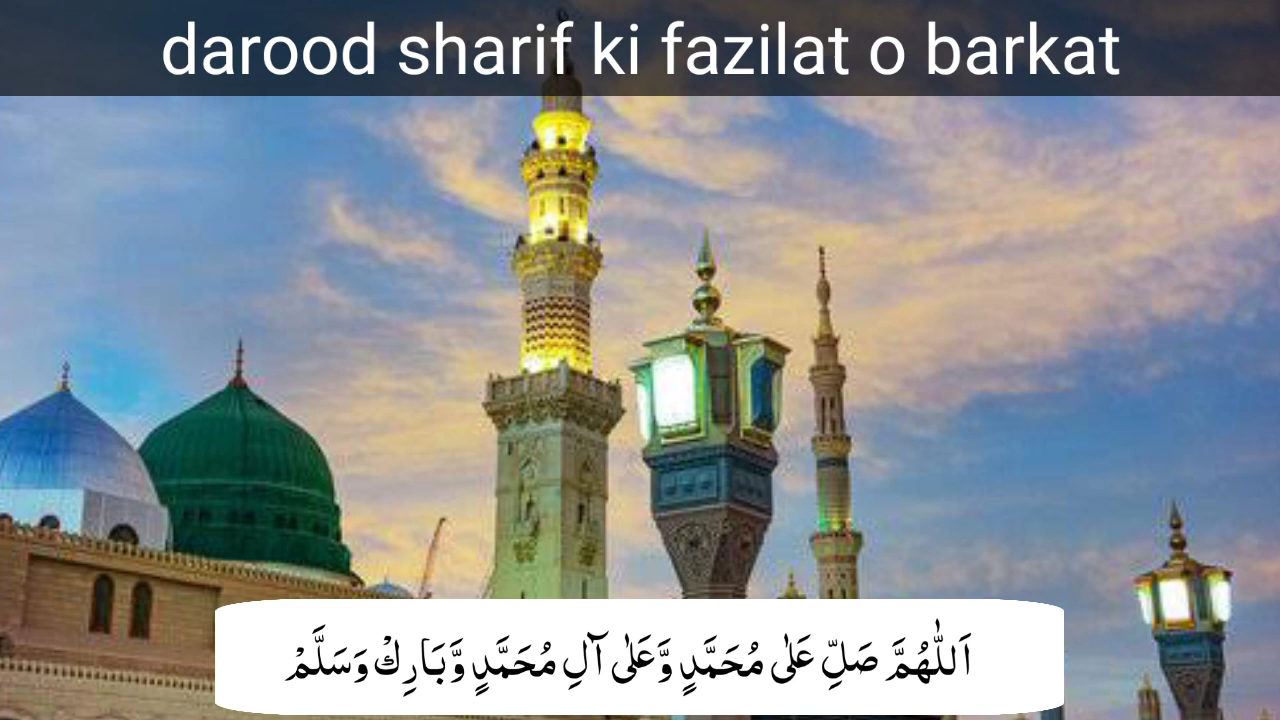 darood sharif ki fazilat o barkat
اَللّٰهُمَّ صَلِّ عَلٰى مُحَمَّدٍ وَّعَلٰى آلِ مُحَمَّدٍ وَّبَارِكْ وَسَلَّمْ